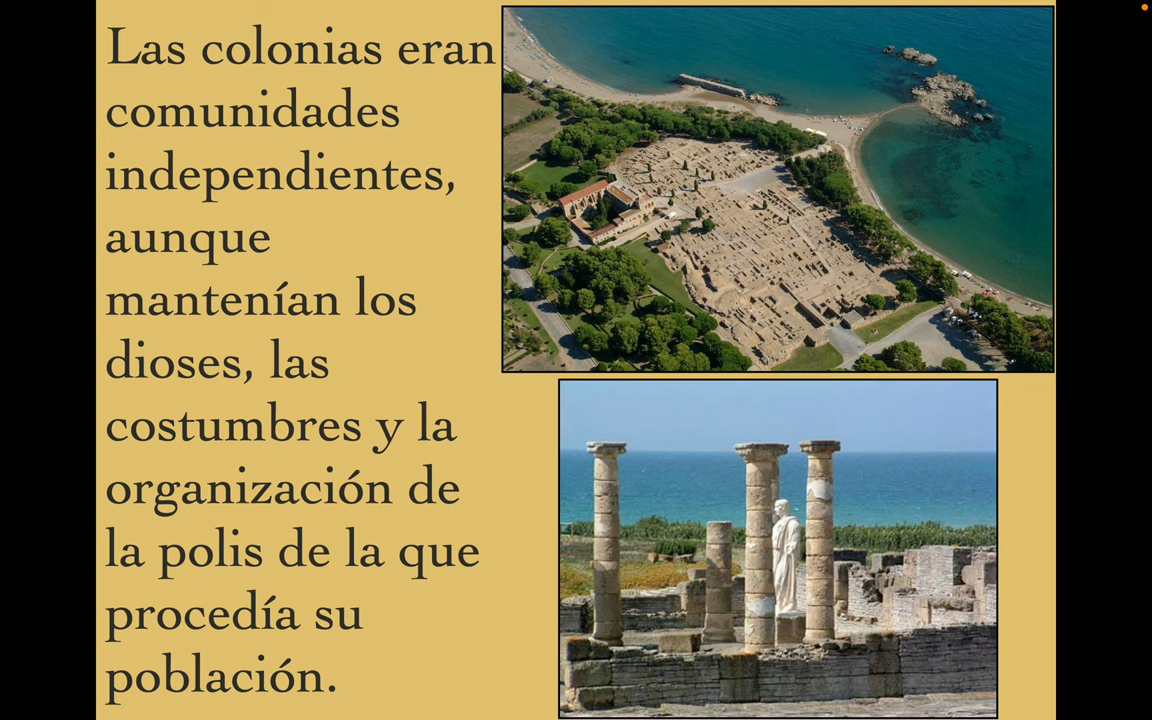 Las colonias eran
comunidades
independientes,
aunque
mantenían los
dioses, las
costumbres y la
organización de
la polis de la que
procedía su
población.